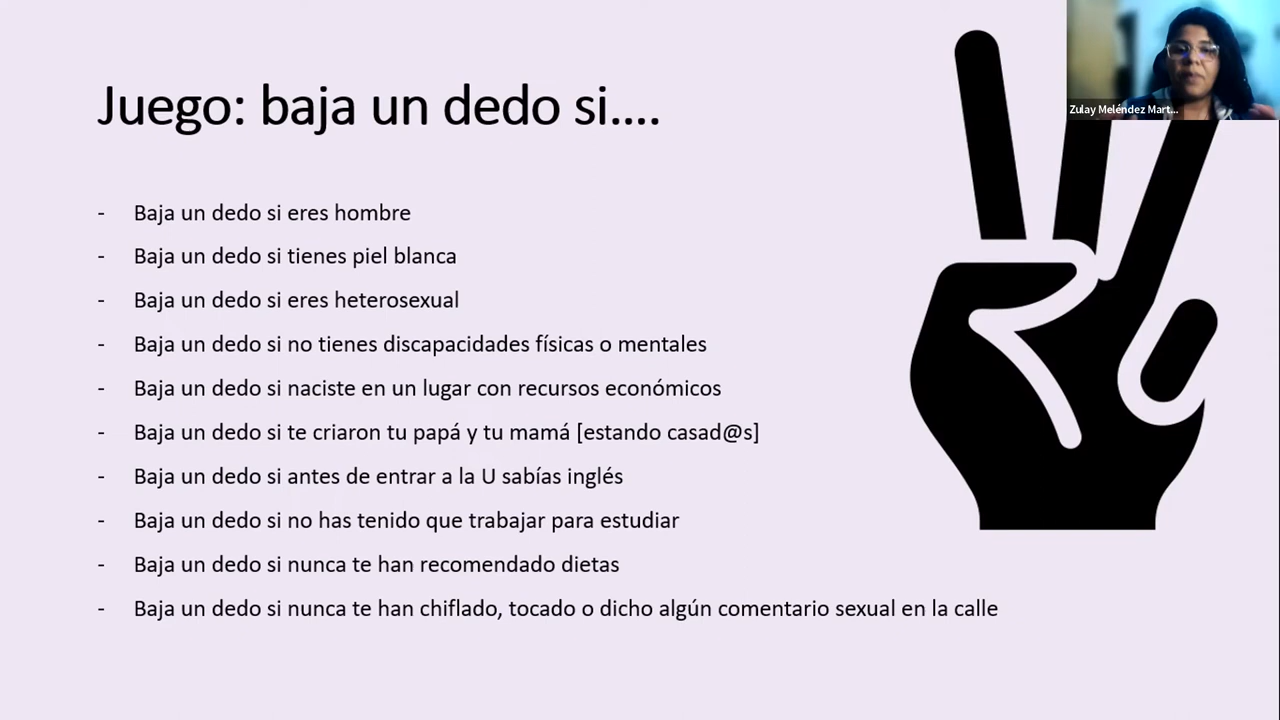 Juego: baja un dedo si....
- Baja un dedo si eres hombre
- Baja un dedo si tienes piel blanca
- Baja un dedo si eres heterosexual
- Baja un dedo si no tienes discapacidades físicas o mentales
- Baja un dedo si naciste en un lugar con recursos económicos
- Baja un dedo si te criaron tu papá y tu mamá [estando casad@s]
- Baja un dedo si antes de entrar a la U sabías inglés
- Baja un dedo si no has tenido que trabajar para estudiar
- Baja un dedo si nunca te han recomendado dietas
- Baja un dedo si nunca te han chiflado, tocado o dicho algún comentario sexual en la calle
Zulay Meléndez Mart...